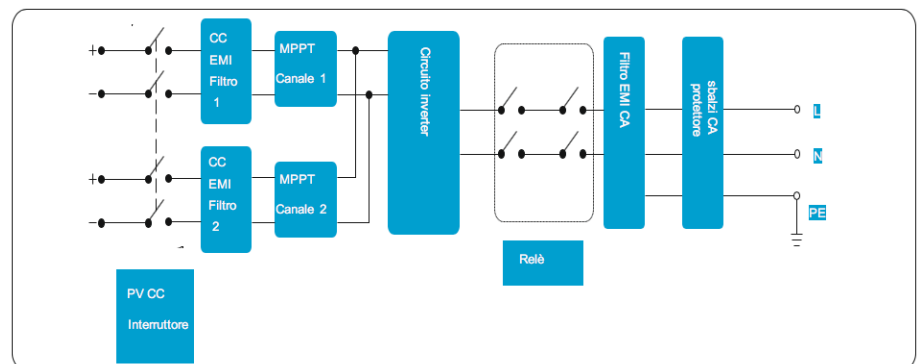 +
CC
EMI
Filtro
1
MPPT
Canale 1
Circuito inverter
Filtro EMI CA
sbalzi CA
protettore
L
−
N
+
CC
EMI
Filtro
2
MPPT
Canale 2
−
PE
Relè
PV CC
Interruttore